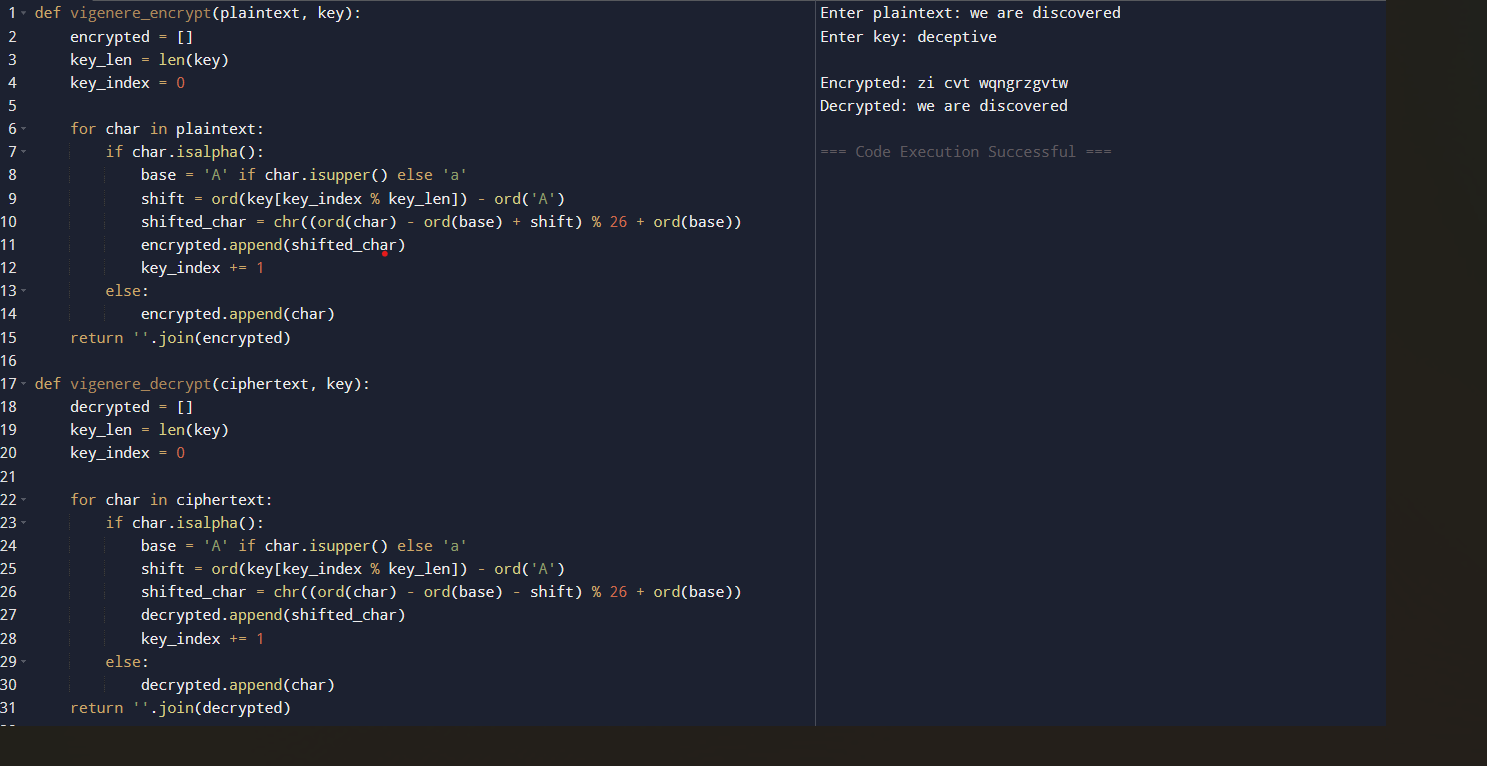 1 def vigenere_encrypt(plaintext, key):
2     encrypted = []
3     key_len = len(key)
4     key_index = 0
5
6     for char in plaintext:
7         if char.isalpha():
8             base = 'A' if char.isupper() else 'a'
9             shift = ord(key[key_index % key_len]) - ord('A')
10             shifted_char = chr((ord(char) - ord(base) + shift) % 26 + ord(base))
11             encrypted.append(shifted_char)
12             key_index += 1
13         else:
14             encrypted.append(char)
15     return ''.join(encrypted)
16
17 def vigenere_decrypt(ciphertext, key):
18     decrypted = []
19     key_len = len(key)
20     key_index = 0
21
22     for char in ciphertext:
23         if char.isalpha():
24             base = 'A' if char.isupper() else 'a'
25             shift = ord(key[key_index % key_len]) - ord('A')
26             shifted_char = chr((ord(char) - ord(base) - shift) % 26 + ord(base))
27             decrypted.append(shifted_char)
28             key_index += 1
29         else:
30             decrypted.append(char)
31     return ''.join(decrypted)
Enter plaintext: we are discovered
Enter key: deceptive

Encrypted: zi cvt wqngrzgvtw
Decrypted: we are discovered

=== Code Execution Successful ===